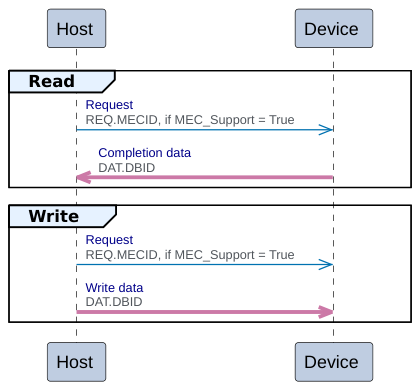 Host Device
Read
Request
REQ.MECID, if MEC_Support = True
Completion data
DAT.DBID
Write
Request
REQ.MECID, if MEC_Support = True
Write data
DAT.DBID
Host Device